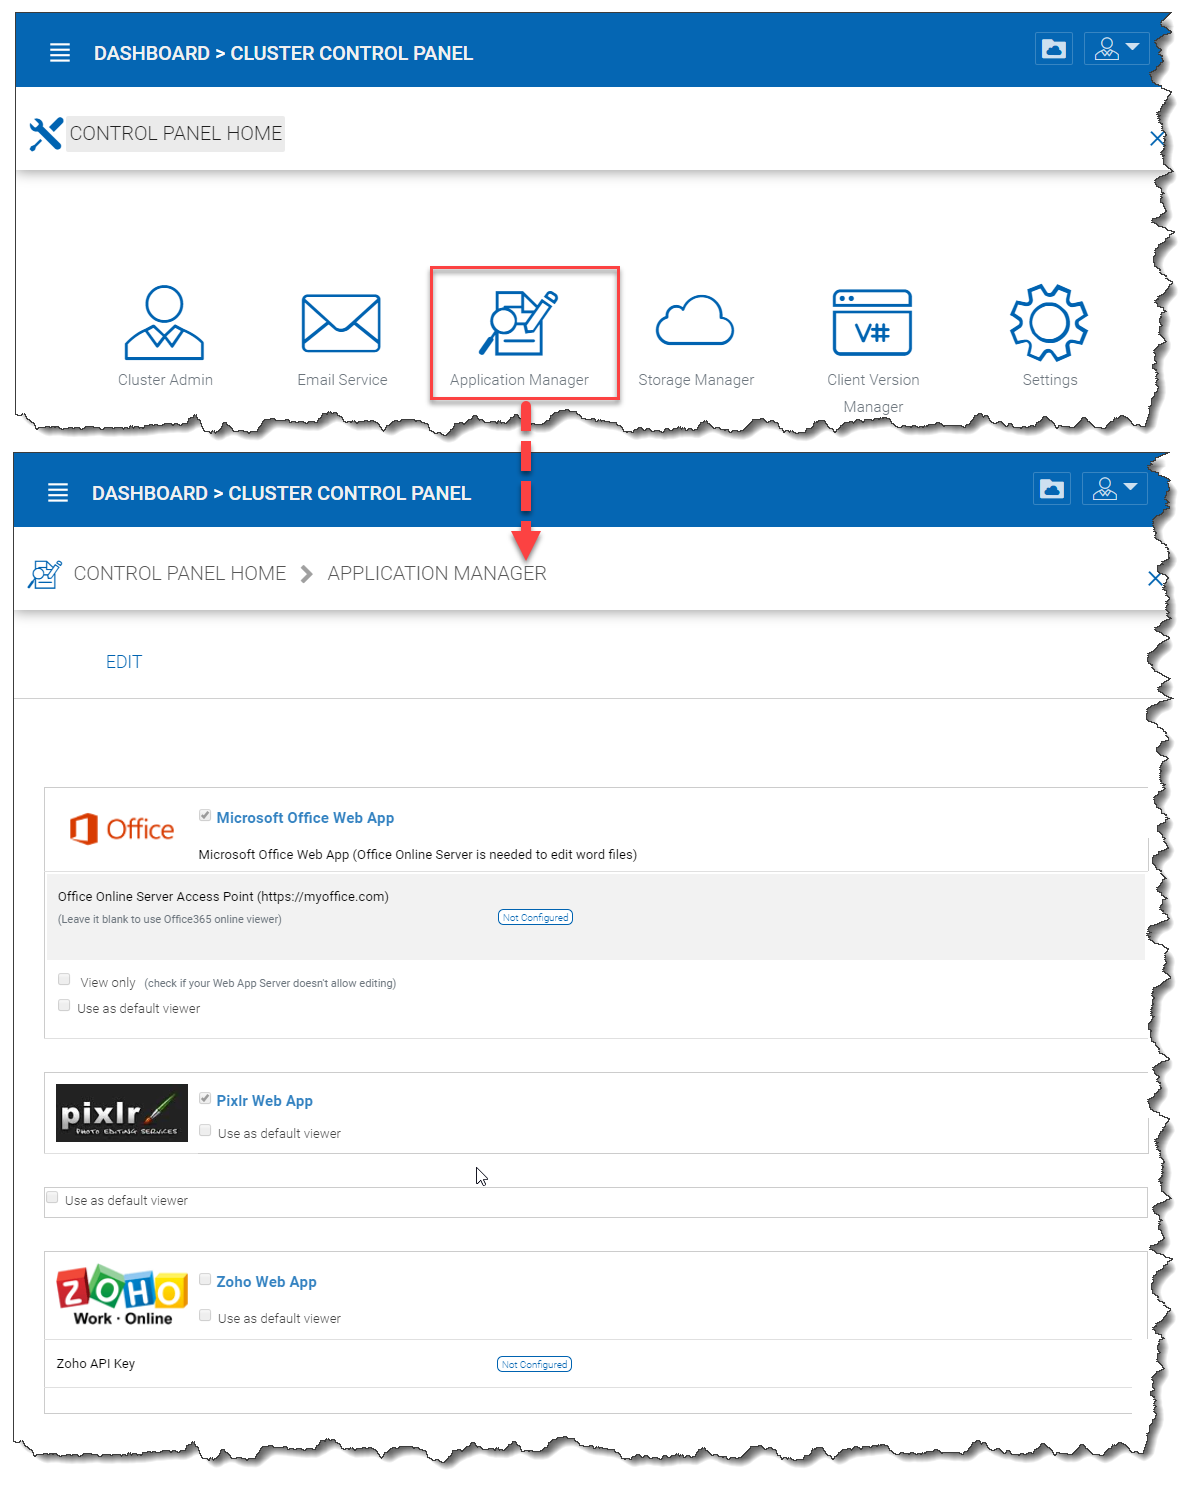 DASHBOARD > CLUSTER CONTROL PANEL
CONTROL PANEL HOME
Cluster Admin
Email Service
Application Manager
Storage Manager
V#
Client Version
Manager
Settings
DASHBOARD > CLUSTER CONTROL PANEL
CONTROL PANEL HOME > APPLICATION MANAGER
EDIT
Office
Microsoft Office Web App
Microsoft Office Web App (Office Online Server is needed to edit word files)
Office Online Server Access Point (https://myoffice.com)
(Leave it blank to use Office365 online viewer)
Not Configured
View only (check if your Web App Server doesn't allow editing)
Use as default viewer
pixlr
PHOTO EDITING SERVICES
Pixlr Web App
Use as default viewer
Use as default viewer
ZOHO
Work · Online
Zoho Web App
Use as default viewer
Zoho API Key
Not Configured